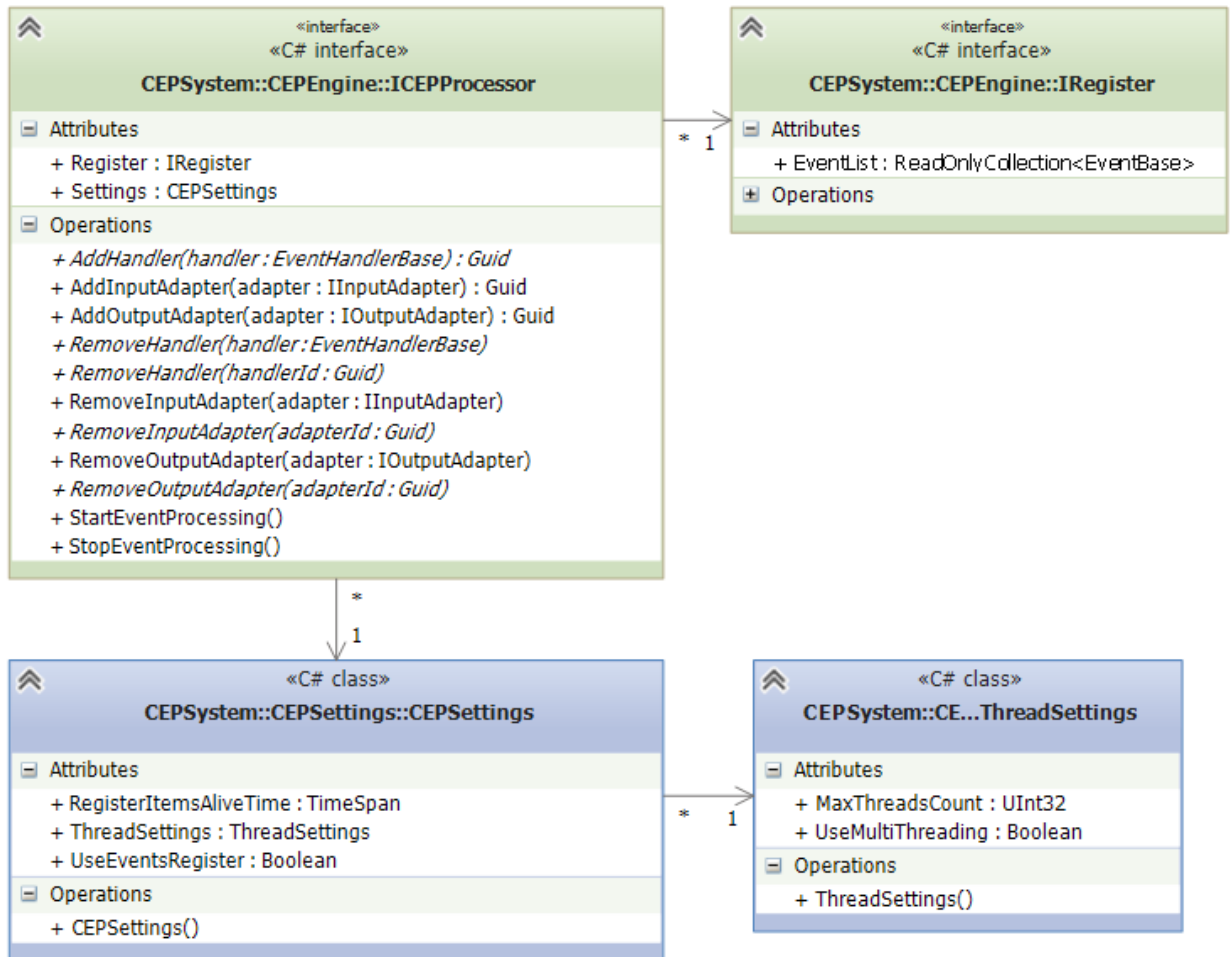 «interface»
«C# interface»
CEPSystem::CEPEngine::ICEPProcessor
Attributes
+ Register : IRegister
+ Settings : CEPSettings
Operations
+ AddHandler(handler : EventHandlerBase) : Guid
+ AddInputAdapter(adapter : IInputAdapter) : Guid
+ AddOutputAdapter(adapter : IOutputAdapter) : Guid
+ RemoveHandler(handler : EventHandlerBase)
+ RemoveHandler(handlerId : Guid)
+ RemoveInputAdapter(adapter : IInputAdapter)
+ RemoveInputAdapter(adapterId : Guid)
+ RemoveOutputAdapter(adapter : IOutputAdapter)
+ RemoveOutputAdapter(adapterId : Guid)
+ StartEventProcessing()
+ StopEventProcessing()
* 1
«interface»
«C# interface»
CEPSystem::CEPEngine::IRegister
Attributes
+ EventList : ReadOnlyCollection<EventBase>
Operations
*
1
«C# class»
CEPSystem::CEPSettings::CEPSettings
Attributes
+ RegisterItemsAliveTime : TimeSpan
+ ThreadSettings : ThreadSettings
+ UseEventsRegister : Boolean
Operations
+ CEPSettings()
* 1
«C# class»
CEPSystem::CE...ThreadSettings
Attributes
+ MaxThreadsCount : UInt32
+ UseMultiThreading : Boolean
Operations
+ ThreadSettings()